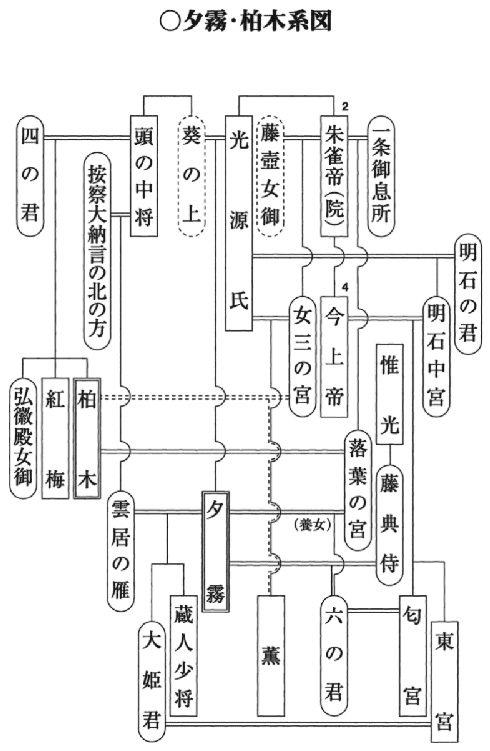 ○夕霧・柏木系図
一条御息所
2
朱雀帝(院)
藤壺女御
光源氏
葵の上
頭の中将
四の君
按察大納言の北の方
明石の君
明石中宮
4
今上帝
女三の宮
惟光
柏木
紅梅
弘徽殿女御
落葉の宮
藤典侍
夕霧
雲居の雁
(養女)
東宮
匂宮
六の君
薫
蔵人少将
大姫君